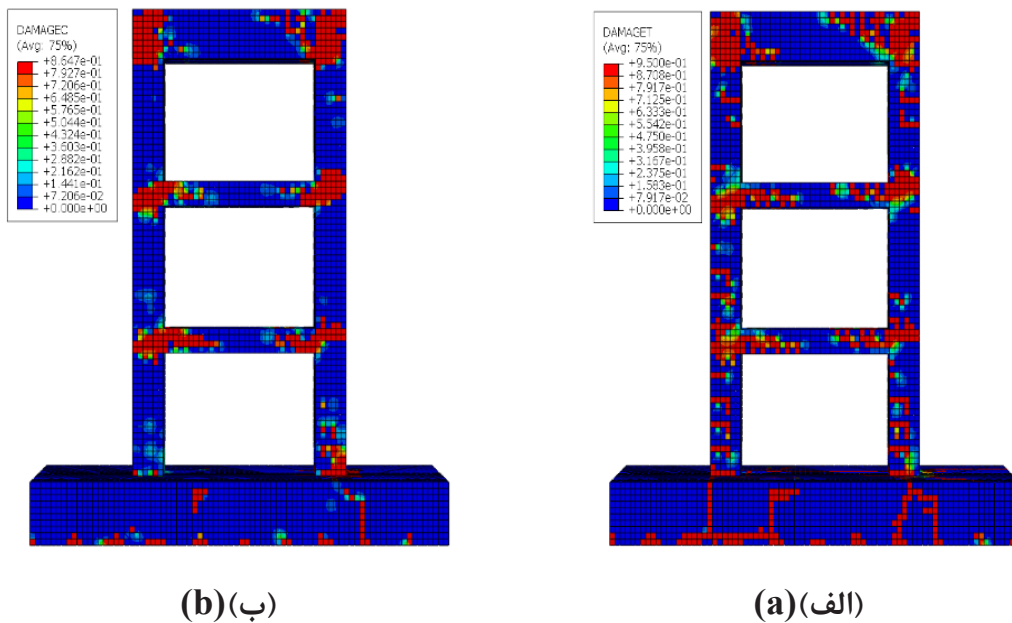 DAMAGEC
(Avg: 75%)
+8.647e-01
+7.927e-01
+7.206e-01
+6.485e-01
+5.765e-01
+5.044e-01
+4.324e-01
+3.603e-01
+2.882e-01
+2.162e-01
+1.441e-01
+7.206e-02
+0.000e+00
DAMAGET
(Avg: 75%)
+9.500e-01
+8.708e-01
+7.917e-01
+7.125e-01
+6.333e-01
+5.542e-01
+4.750e-01
+3.958e-01
+3.167e-01
+2.375e-01
+1.583e-01
+7.917e-02
+0.000e+00
(ب)(b)
(الف)(a)